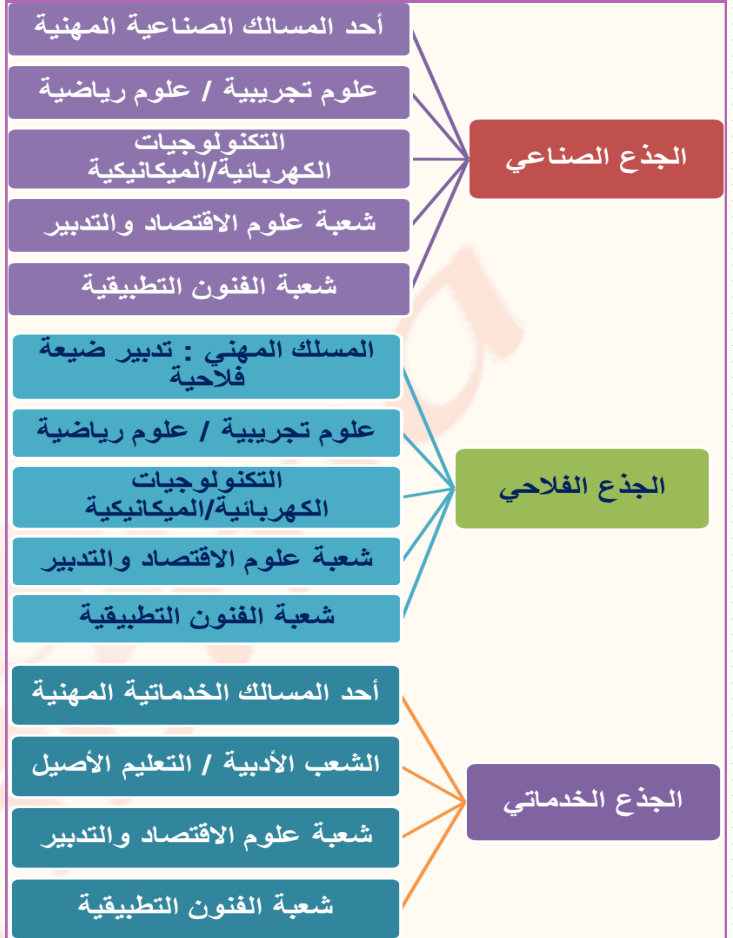 الجذع الصناعي
أحد المسالك الصناعية المهنية
علوم تجريبية / علوم رياضية
التكنولوجيات
الكهربائية/الميكانيكية
شعبة علوم الاقتصاد والتدبير
شعبة الفنون التطبيقية
الجذع الفلاحي
المسلك المهني : تدبير ضيعة
فلاحية
علوم تجريبية / علوم رياضية
التكنولوجيات
الكهربائية/الميكانيكية
شعبة علوم الاقتصاد والتدبير
شعبة الفنون التطبيقية
الجذع الخدماتي
أحد المسالك الخدماتية المهنية
الشعب الأدبية / التعليم الأصيل
شعبة علوم الاقتصاد والتدبير
شعبة الفنون التطبيقية